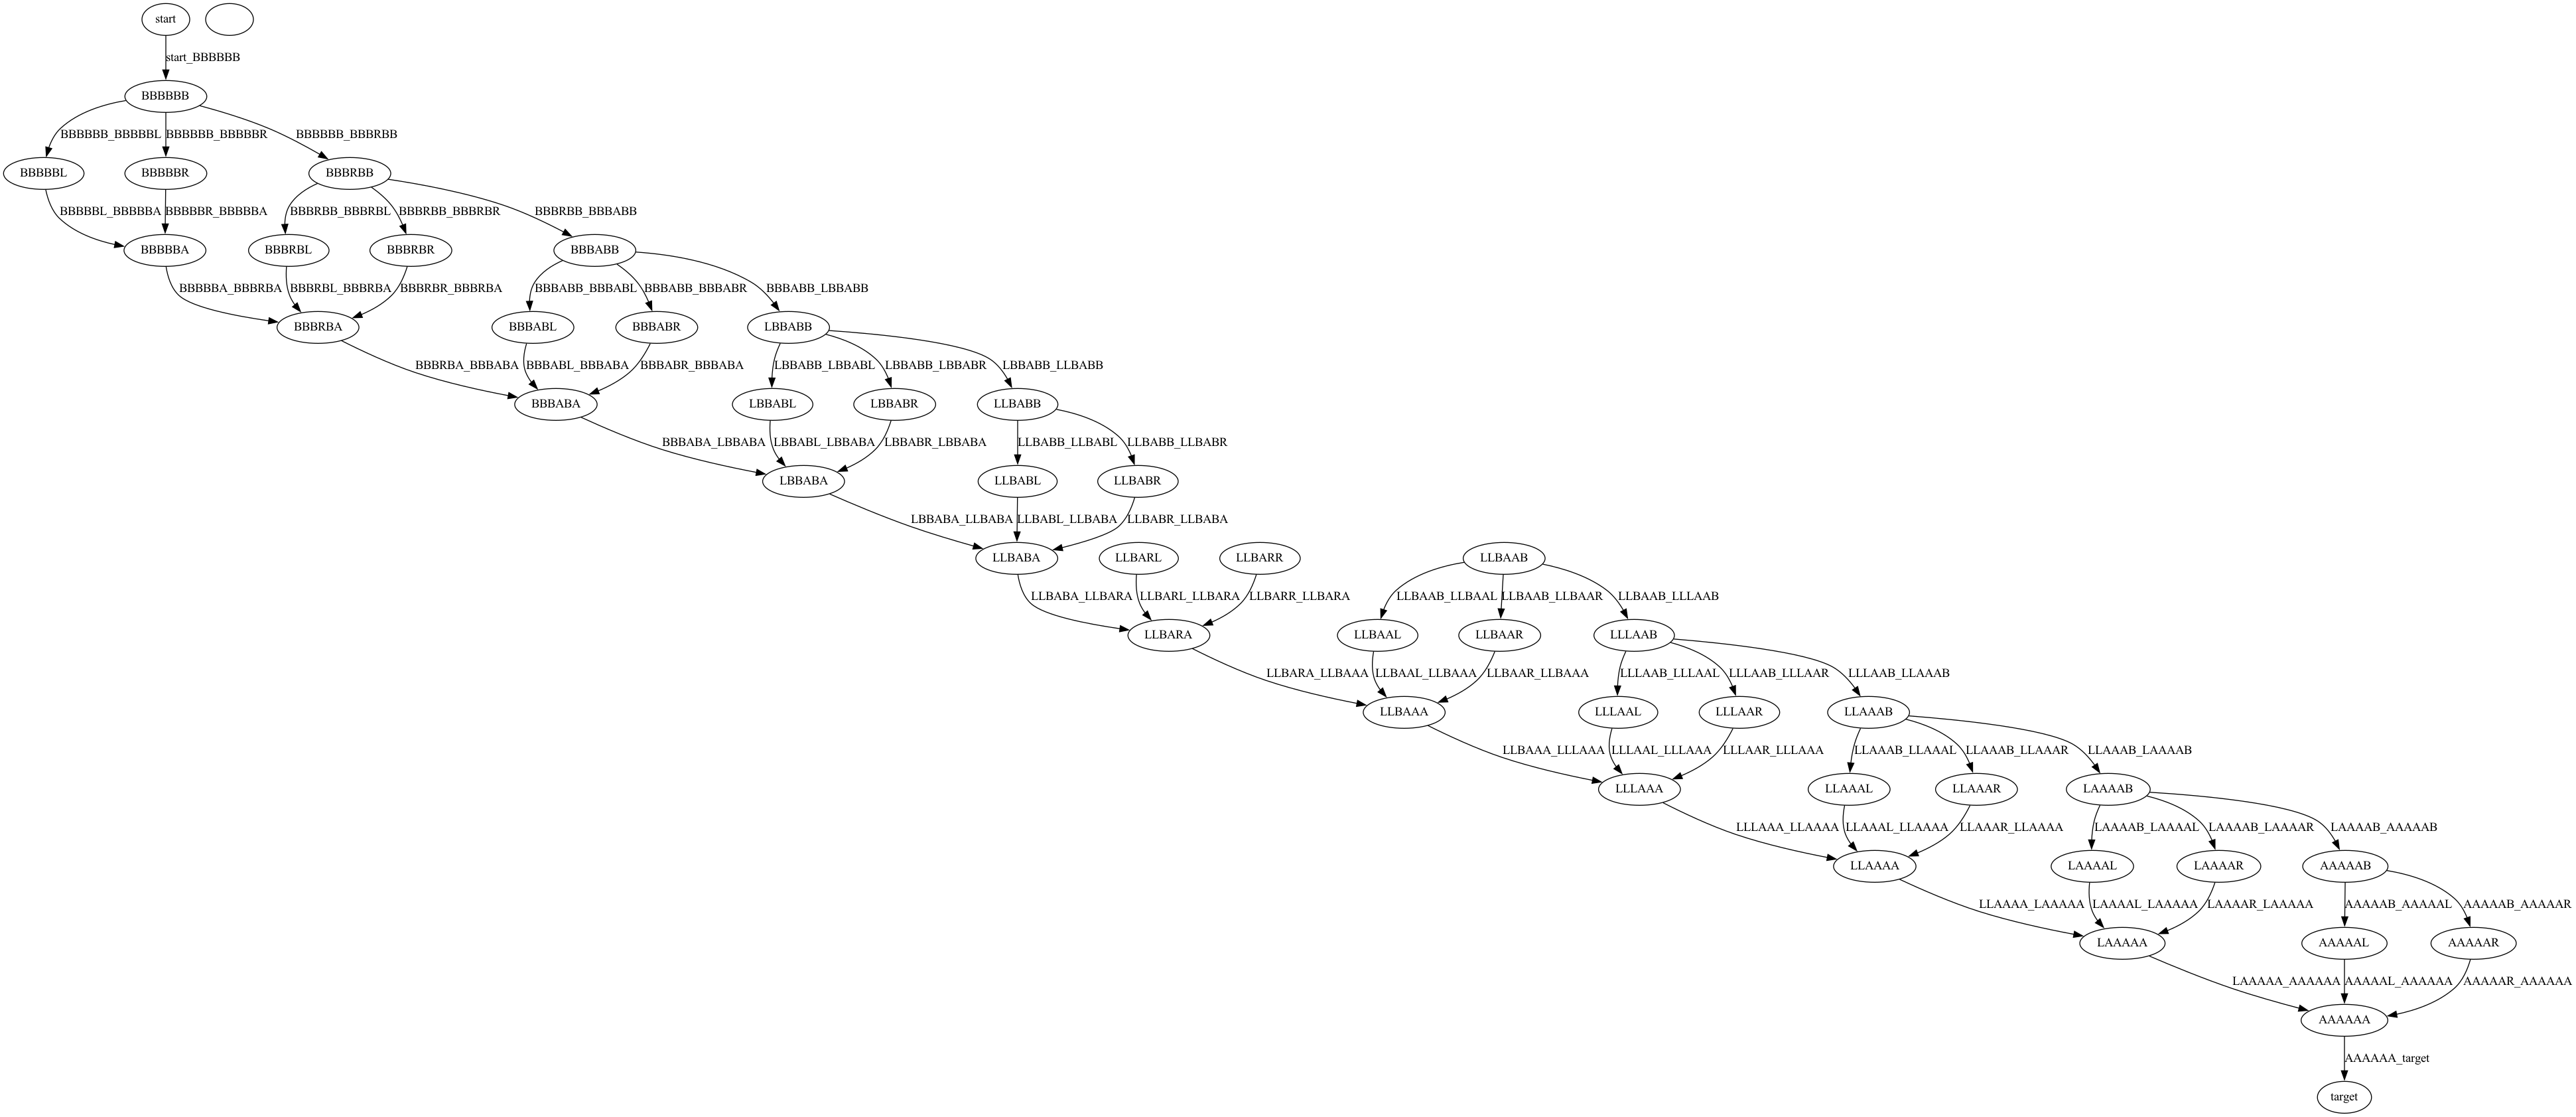 start
start_BBBBBB
BBBBBB
BBBBBB_BBBBBL BBBBBB_BBBBBR BBBBBB_BBBRBB
BBBBBL BBBBBR BBBRBB
BBBBBL_BBBBBA BBBBBR_BBBBBA BBBRBB_BBBRBL BBBRBB_BBBRBR BBBRBB_BBBABB
BBBBBA BBBRBL BBBRBR BBBABB
BBBBBA_BBBRBA BBBRBL_BBBRBA BBBRBR_BBBRBA BBBABB_BBBABL BBBABB_BBBABR BBBABB_LBBABB
BBBRBA BBBABL BBBABR LBBABB
BBBRBA_BBBABA BBBABL_BBBABA BBBABR_BBBABA LBBABB_LBBABL LBBABB_LBBABR LBBABB_LLBABB
BBBABA LBBABL LBBABR LLBABB
BBBABA_LBBABA LBBABL_LBBABA LBBABR_LBBABA LLBABB_LLBABL LLBABB_LLBABR
LBBABA LLBABL LLBABR
LBBABA_LLBABA LLBABL_LLBABA LLBABR_LLBABA
LLBABA LLBARL LLBARR LLBAAB
LLBABA_LLBARA LLBARL_LLBARA LLBARR_LLBARA LLBAAB_LLBAAL LLBAAB_LLBAAR LLBAAB_LLLAAB
LLBARA LLBAAL LLBAAR LLLAAB
LLBARA_LLBAAA LLBAAL_LLBAAA LLBAAR_LLBAAA LLLAAB_LLLAAL LLLAAB_LLLAAR LLLAAB_LLAAAB
LLBAAA LLLAAL LLLAAR LLAAAB
LLBAAA_LLLAAA LLLAAL_LLLAAA LLLAAR_LLLAAA LLAAAB_LLAAAL LLAAAB_LLAAAR LLAAAB_LAAAAB
LLLAAA LLAAAL LLAAAR LAAAAB
LLLAAA_LLAAAA LLAAAL_LLAAAA LLAAAR_LLAAAA LAAAAB_LAAAAL LAAAAB_LAAAAR LAAAAB_AAAAAB
LLAAAA LAAAAL LAAAAR AAAAAB
LLAAAA_LAAAAA LAAAAL_LAAAAA LAAAAR_LAAAAA AAAAAB_AAAAAL AAAAAB_AAAAAR
LAAAAA AAAAAL AAAAAR
LAAAAA_AAAAAA AAAAAL_AAAAAA AAAAAR_AAAAAA
AAAAAA
AAAAAA_target
target